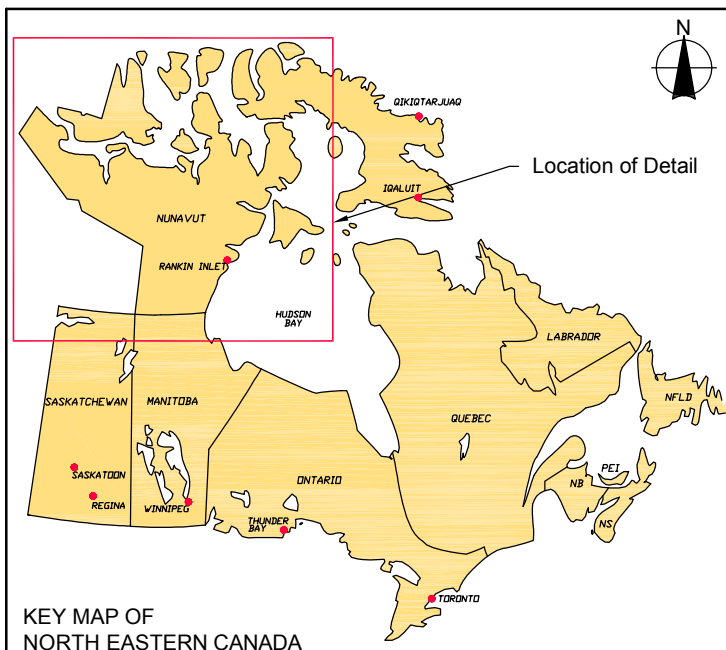 N
QIKIQTARJUAQ
Location of Detail
IQALUIT
NUNAVUT
RANKIN INLET
HUDSON
BAY
LABRADOR
SASKATCHEWAN
MANITOBA
NFLD
QUEBEC
ONTARIO
PEI
SASKATOON
NB
REGINA
WINNIPEG
THUNDER
BAY
NS
TORONTO
KEY MAP OF
NORTH EASTERN CANADA